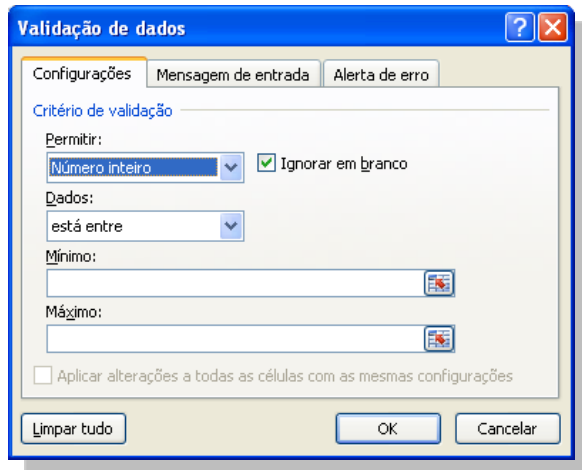 Validação de dados
Configurações Mensagem de entrada Alerta de erro
Critério de validação
Permitir:
Número inteiro Ignorar em branco
Dados:
está entre
Mínimo:
Máximo:
Aplicar alterações a todas as células com as mesmas configurações
Limpar tudo OK Cancelar